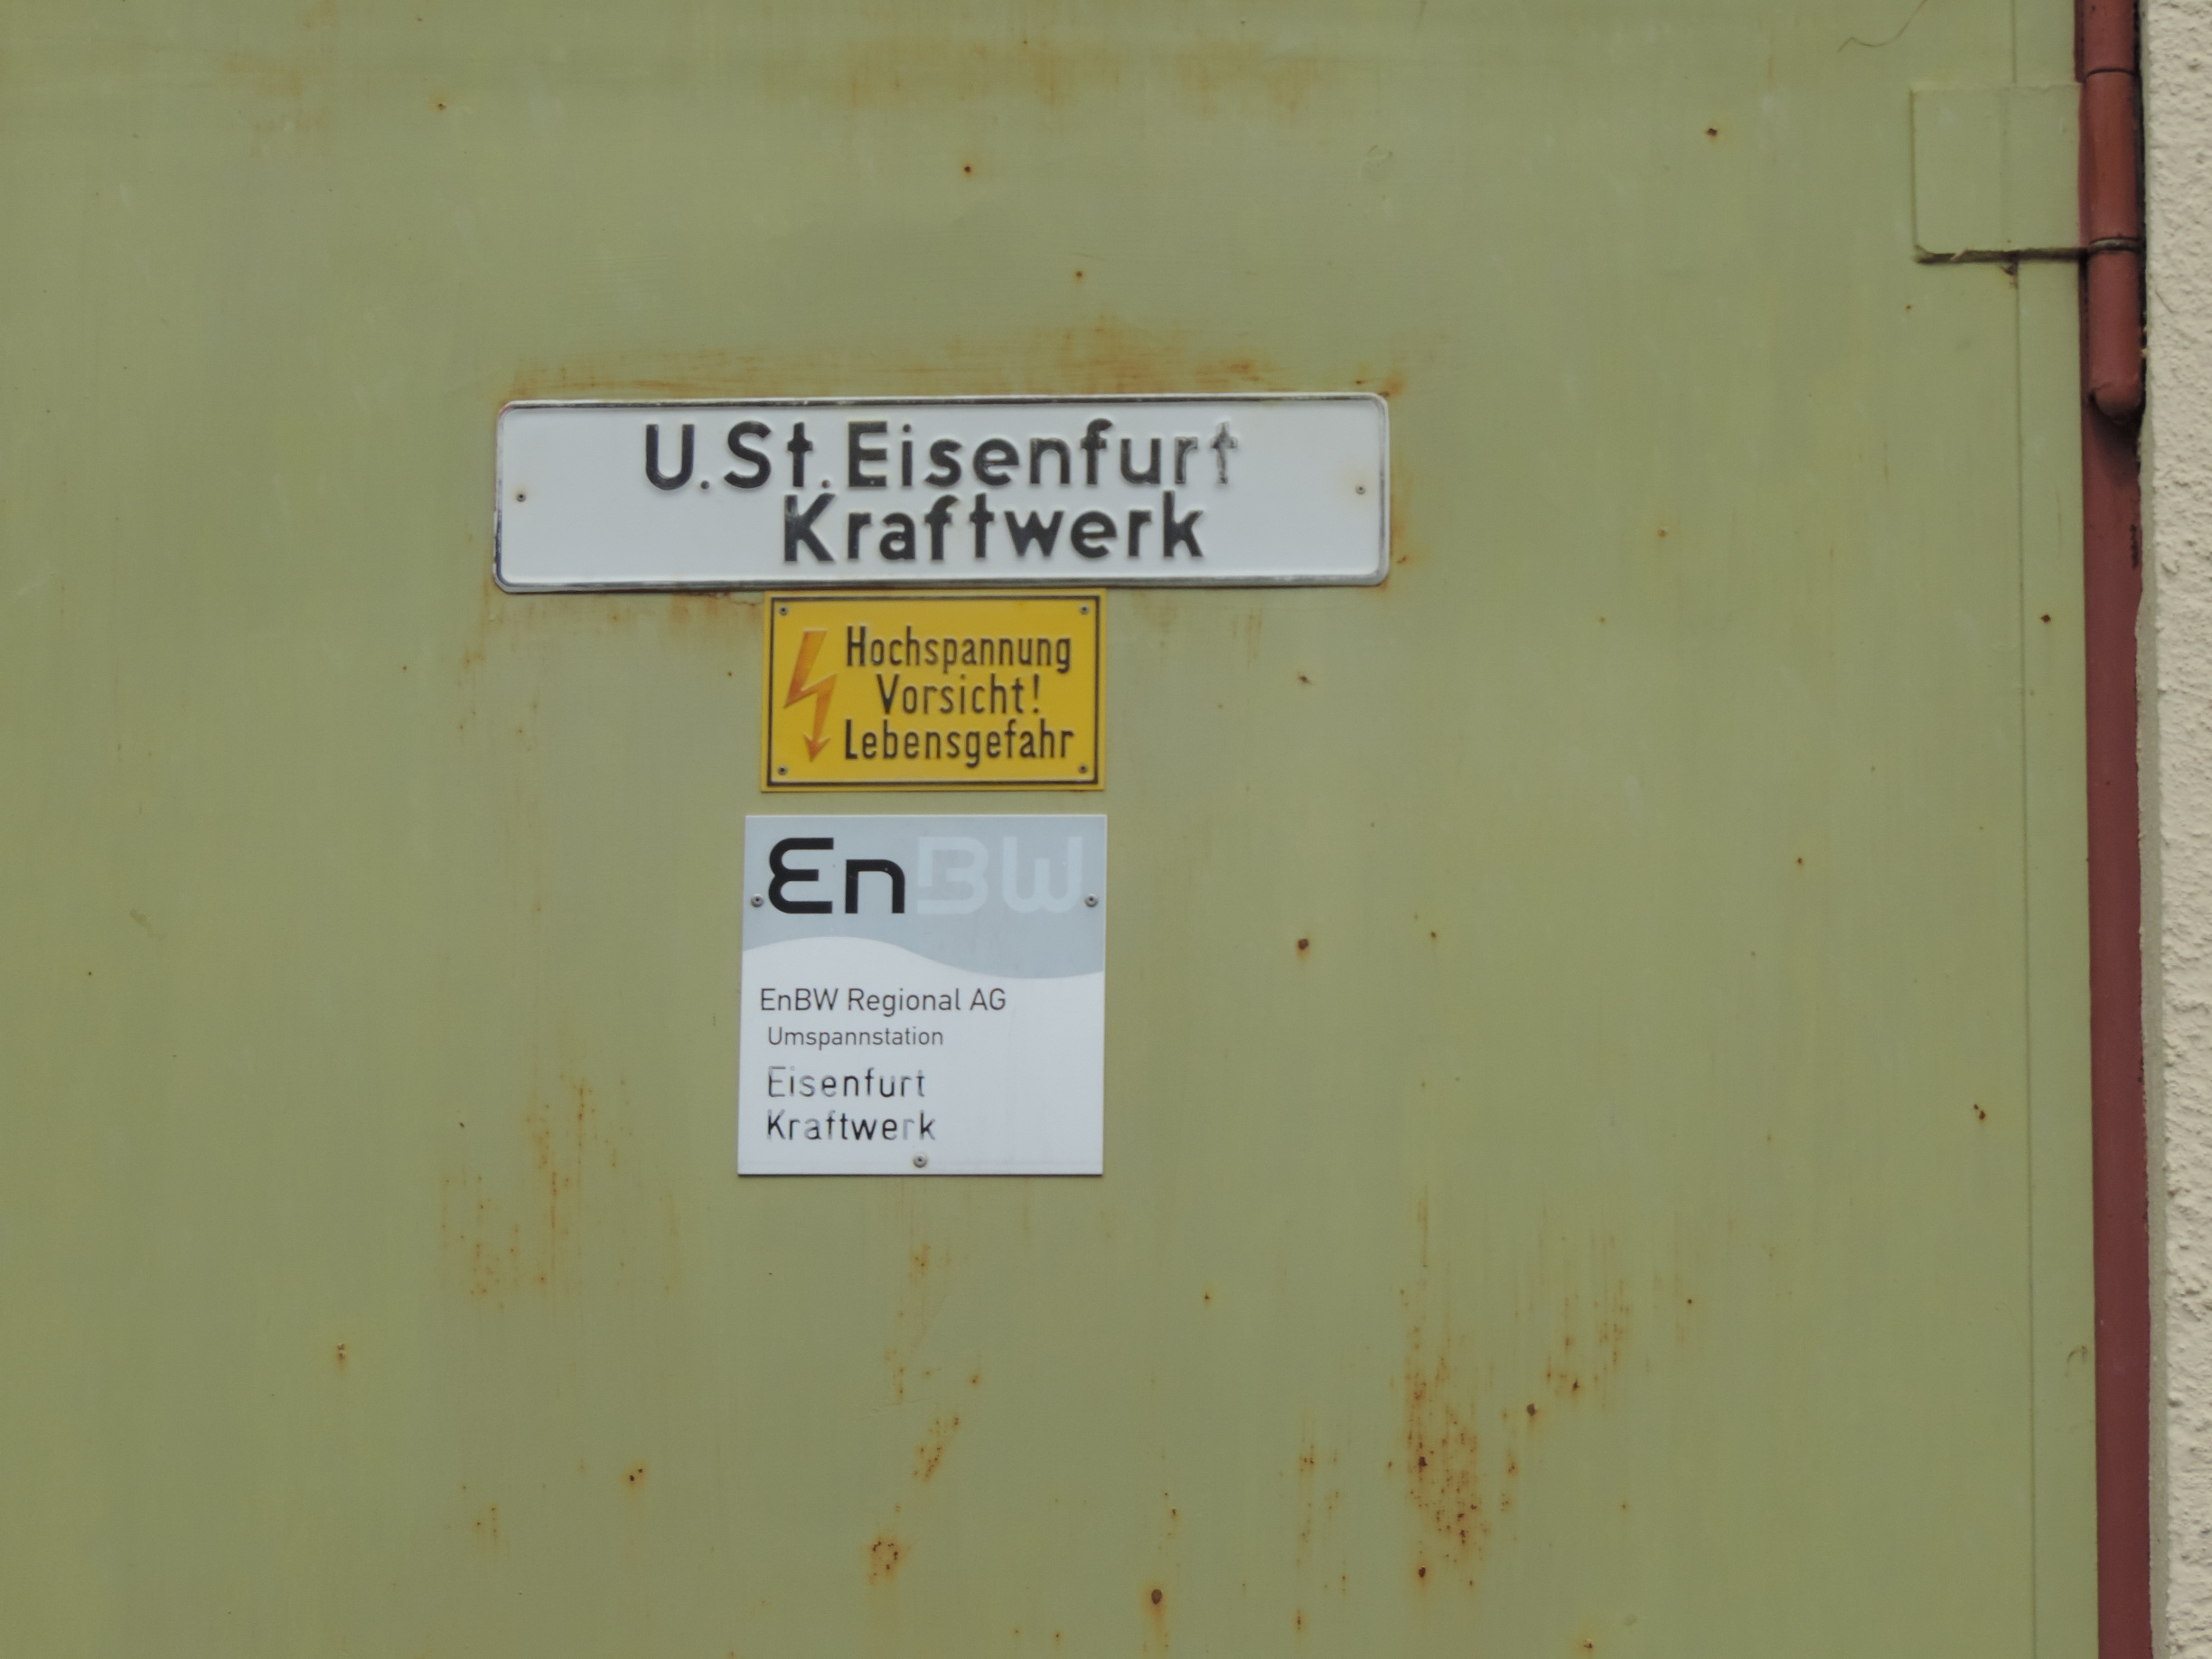 U.St.Eisenfurt
Kraftwerk
Hochspannung
Vorsicht!
Lebensgefahr
EnBW
EnBW Regional AG
Umspannstation
Eisenfurt
Kraftwerk